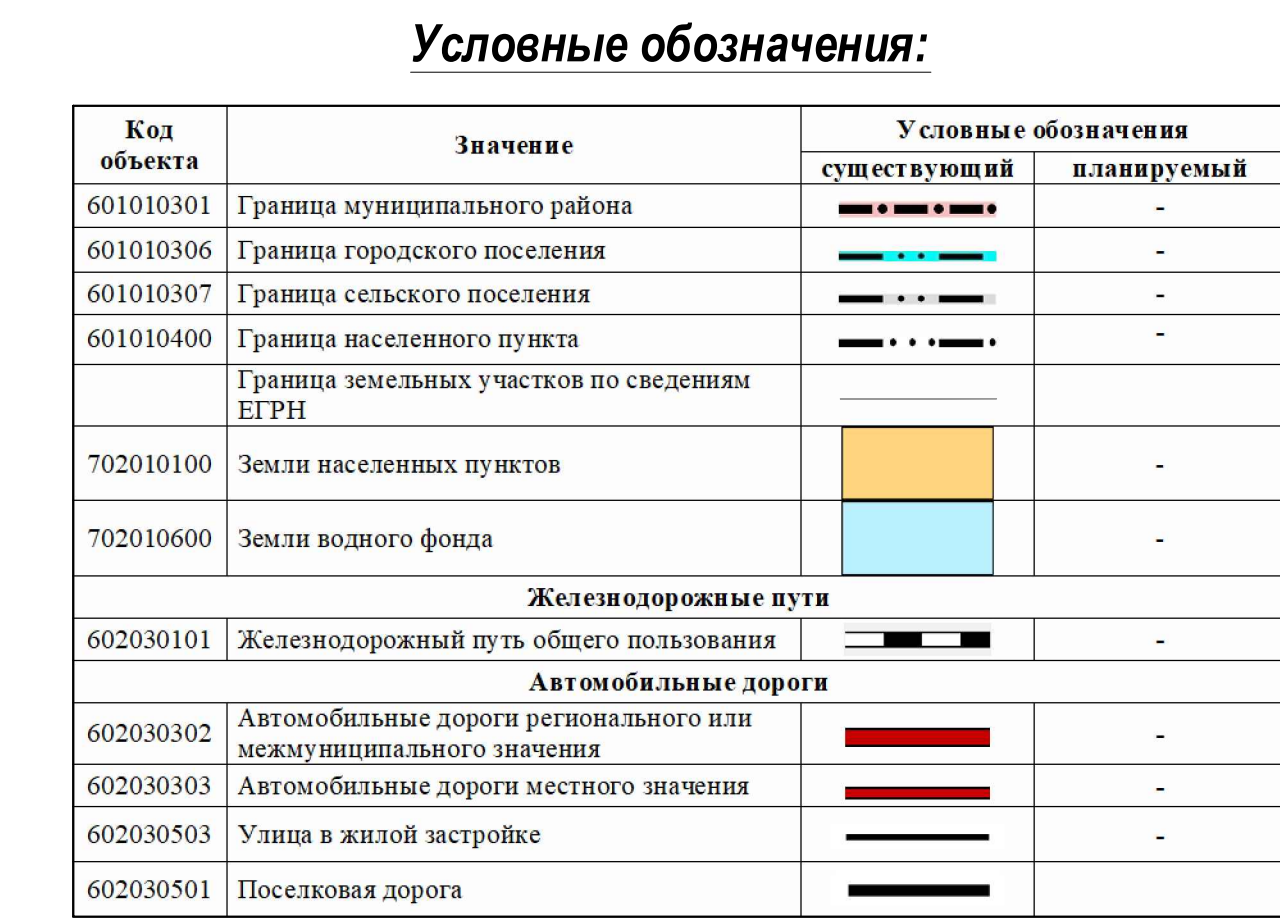 Условные обозначения:
Код объекта Значение Условные обозначения
существующий планируемый
601010301 Граница муниципального района -
601010306 Граница городского поселения -
601010307 Граница сельского поселения -
601010400 Граница населенного пункта -
Граница земельных участков по сведениям
ЕГРН
702010100 Земли населенных пунктов -
702010600 Земли водного фонда -
Железнодорожные пути
602030101 Железнодорожный путь общего пользования -
Автомобильные дороги
602030302 Автомобильные дороги регионального или
межмуниципального значения -
602030303 Автомобильные дороги местного значения -
602030503 Улица в жилой застройке -
602030501 Поселковая дорога